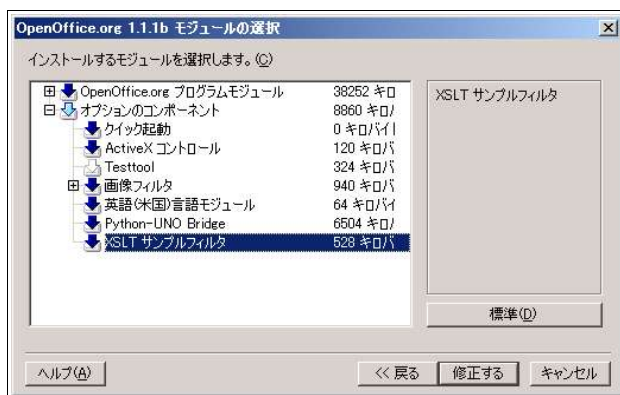 OpenOffice.org 1.1.1b モジュールの選択
インストールするモジュールを選択します。(C)
OpenOffice.org プログラムモジュール 38252 キロ
オプションのコンポーネント 8860 キロ
クイック起動 0 キロバイ
ActiveX コントロール 120 キロバ
Testtool 324 キロバ
画像フィルタ 940 キロバ
英語(米国)言語モジュール 64 キロバイ
Python-UNO Bridge 6504 キロ
XSLT サンプルフィルタ 528 キロバ
XSLT サンプルフィルタ
標準(D)
ヘルプ(A)
<< 戻る
修正する
キャンセル